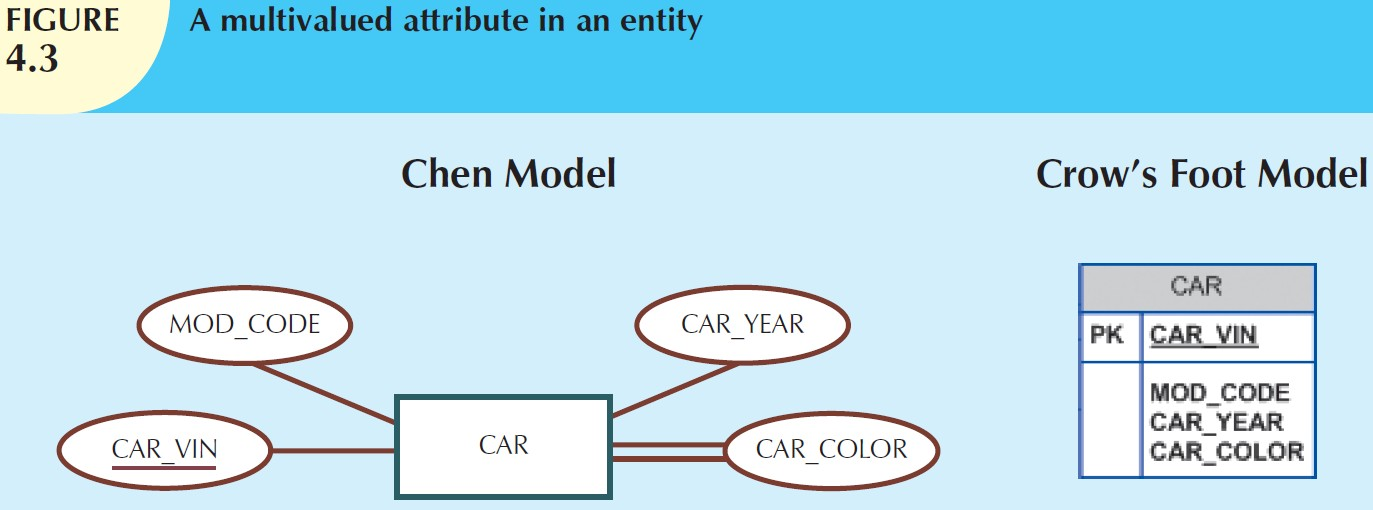 FIGURE
4.3
A multivalued attribute in an entity
Chen Model
Crow's Foot Model
MOD_CODE
CAR_YEAR
CAR_VIN
CAR
CAR_COLOR
CAR
PK CAR_VIN
MOD_CODE
CAR_YEAR
CAR_COLOR